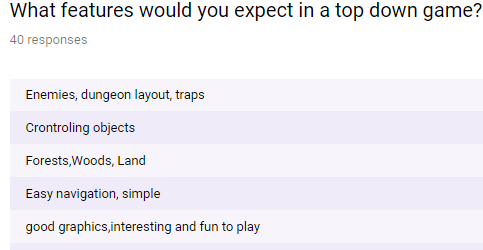 What features would you expect in a top down game?
40 responses
Enemies, dungeon layout, traps
Crontroling objects
Forests,Woods, Land
Easy navigation, simple
good graphics,interesting and fun to play